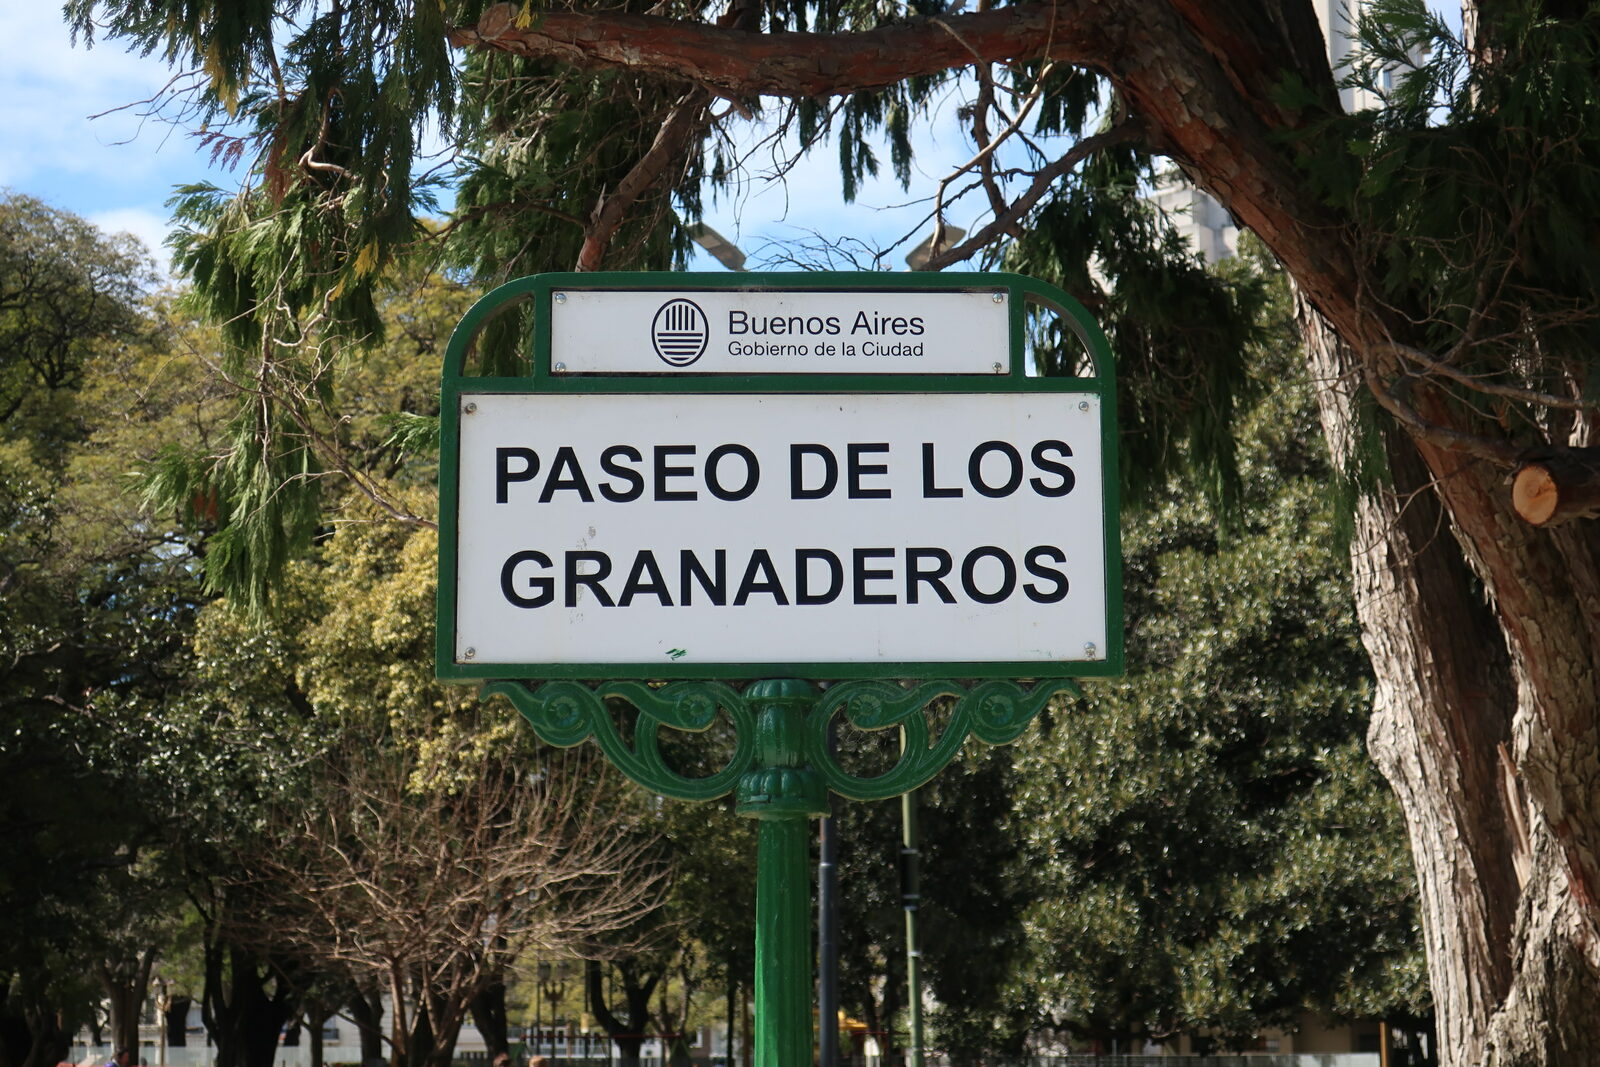 Buenos Aires
Gobierno de la Ciudad
PASEO DE LOS
GRANADEROS